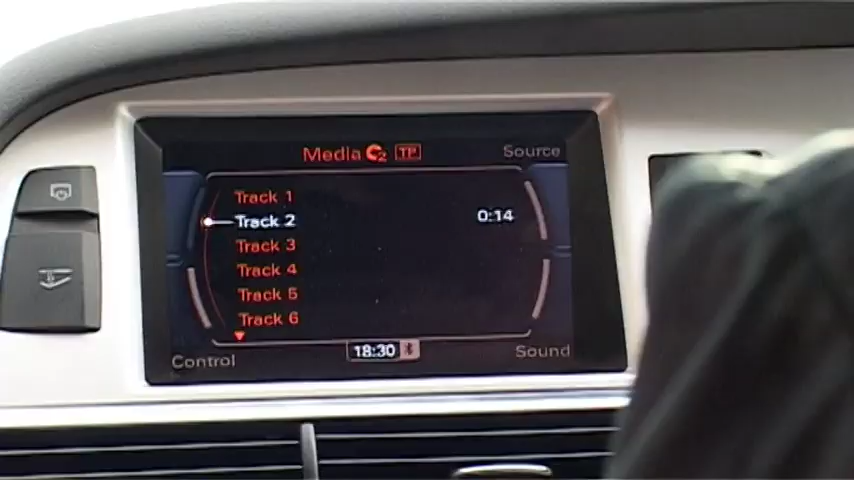 Media 2 TP
Source
Track 1
Track 2 0:14
Track 3
Track 4
Track 5
Track 6
Control
18:30
Sound